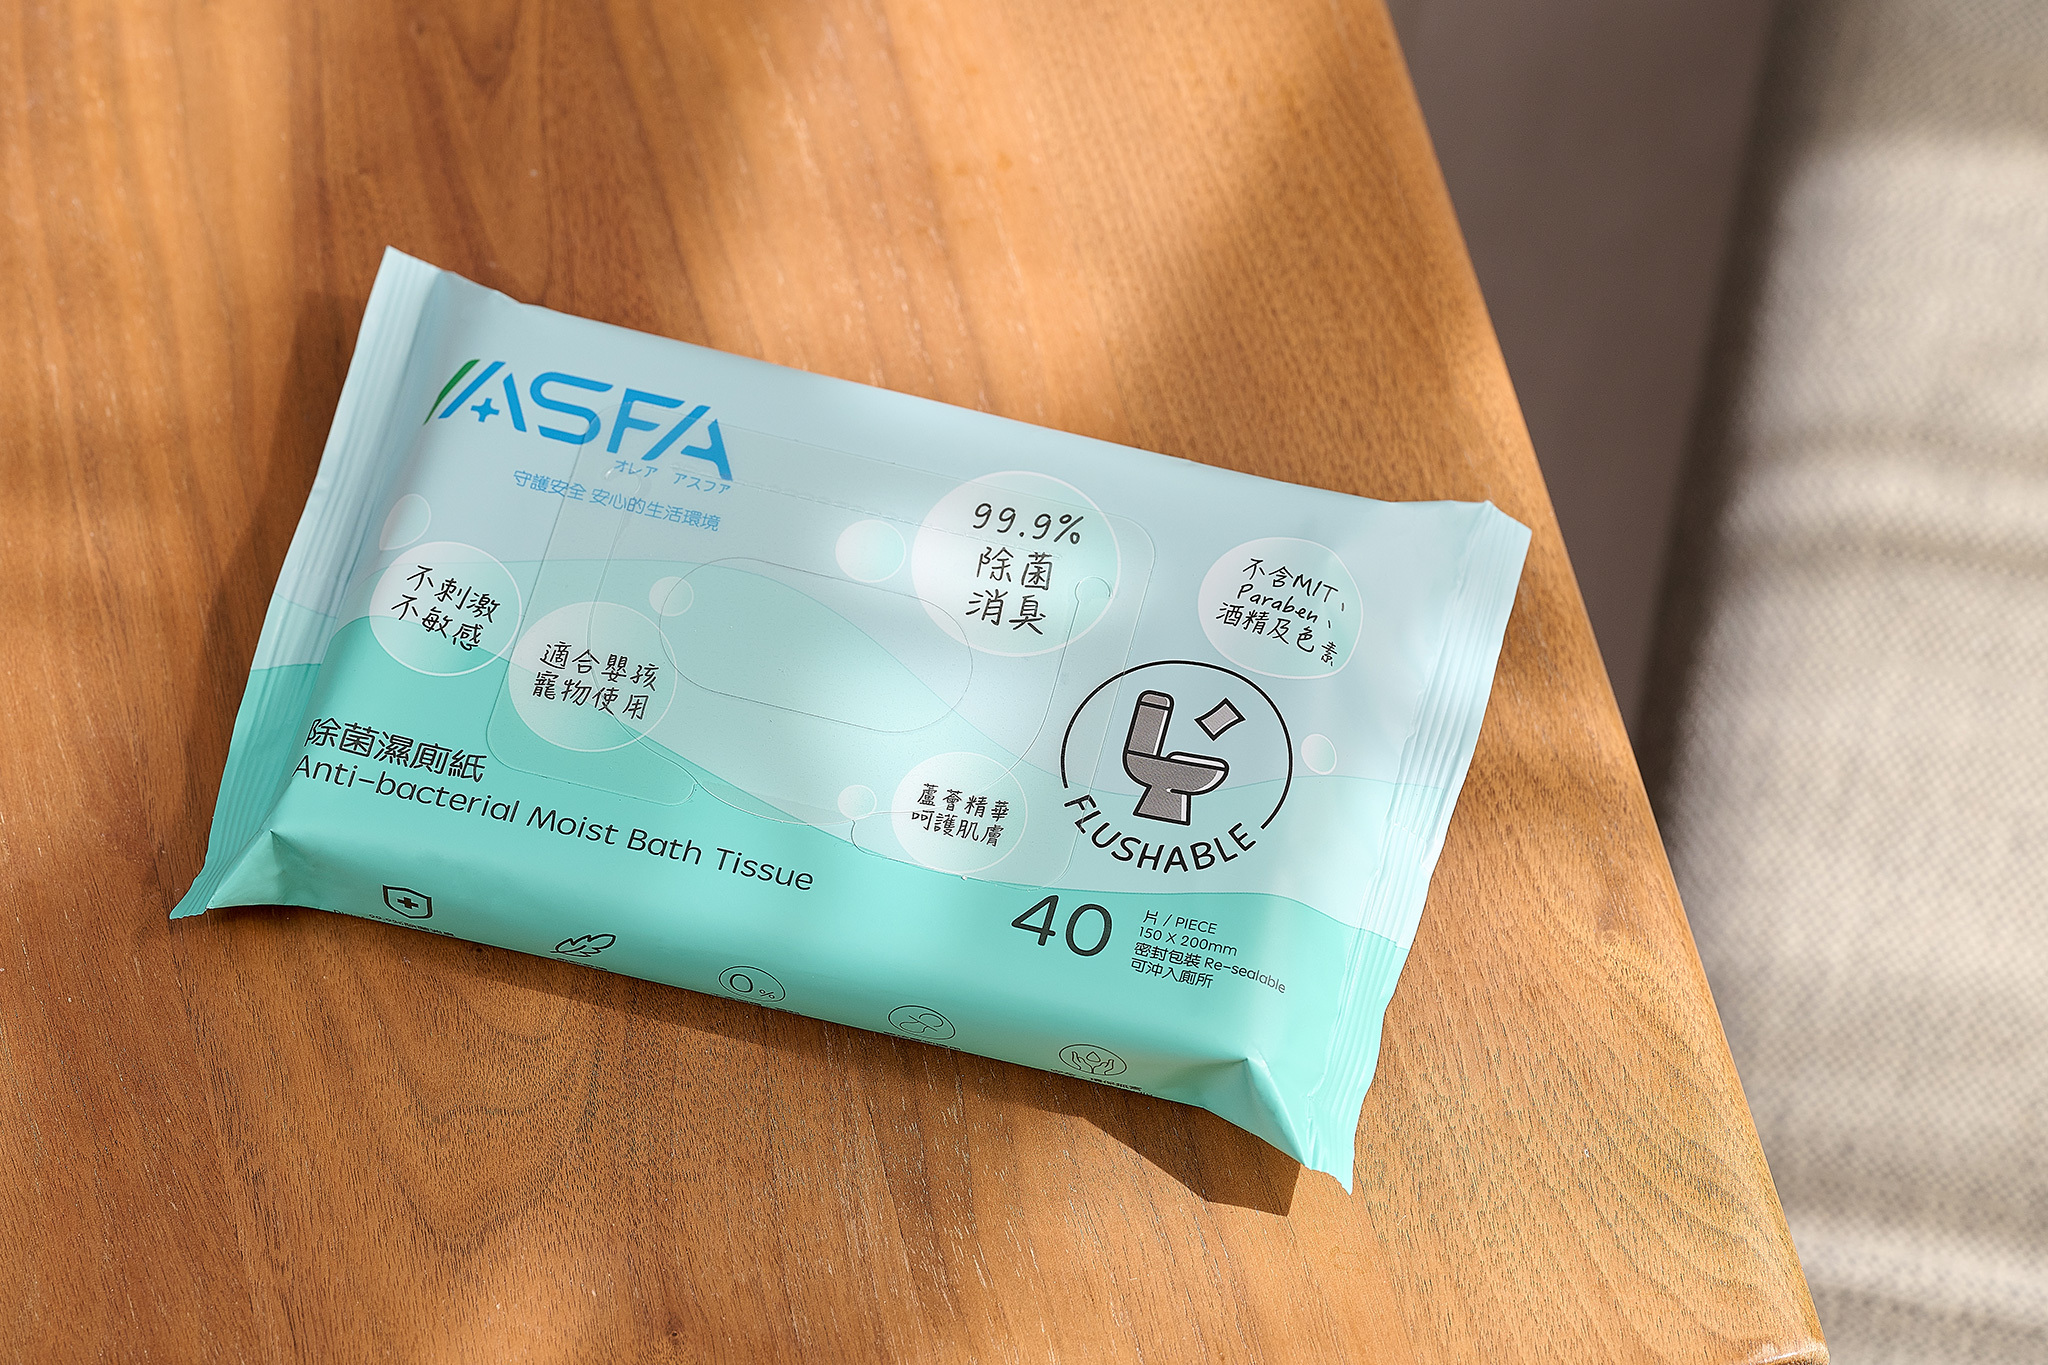 ASFA
オレア アスファ
守護安全 安心的生活環境
99.9%
除菌
消臭
不含MIT、
Paraben、
酒精及色素
不刺激
不敏感
適合嬰孩
寵物使用
蘆薈精華
呵護肌膚
FLUSHABLE
除菌濕廁紙
Anti-bacterial Moist Bath Tissue
40
片 / PIECE
150 X 200mm
密封包裝 Re-sealable
可沖入廁所
0%